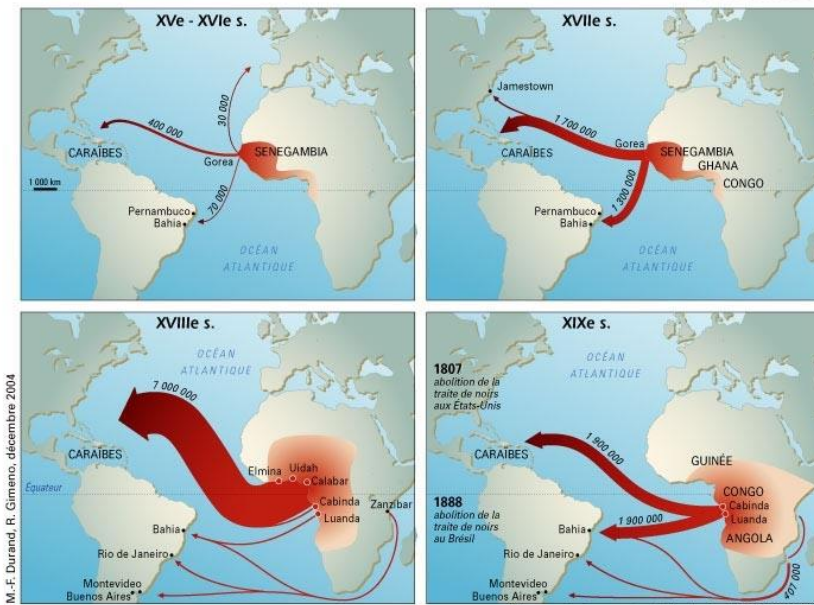 XVe - XVIe s.
400 000
30 000
CARAÏBES
Gorea
SENEGAMBIA
1 000 km
70 000
Pernambuco
Bahia
OCÉAN
ATLANTIQUE
XVIIe s.
Jamestown
1 700 000
CARAÏBES
Gorea
SENEGAMBIA
GHANA
CONGO
1 300 000
Pernambuco
Bahia
OCÉAN
ATLANTIQUE
XVIIIe s.
OCÉAN
ATLANTIQUE
7 000 000
CARAÏBES
Elmina
Uidah
Calabar
Équateur
Cabinda
Luanda
Zanzibar
Bahia
Rio de Janeiro
Montevideo
Buenos Aires
XIXe s.
OCÉAN
ATLANTIQUE
1807
abolition de la
traite de noirs
aux États-Unis
1 900 000
CARAÏBES
GUINÉE
CONGO
Cabinda
Luanda
ANGOLA
1888
abolition de la
traite de noirs
au Brésil
1 900 000
Bahia
Rio de Janeiro
407 000
Montevideo
Buenos Aires
M.-F. Durand, R. Gimeno, décembre 2004